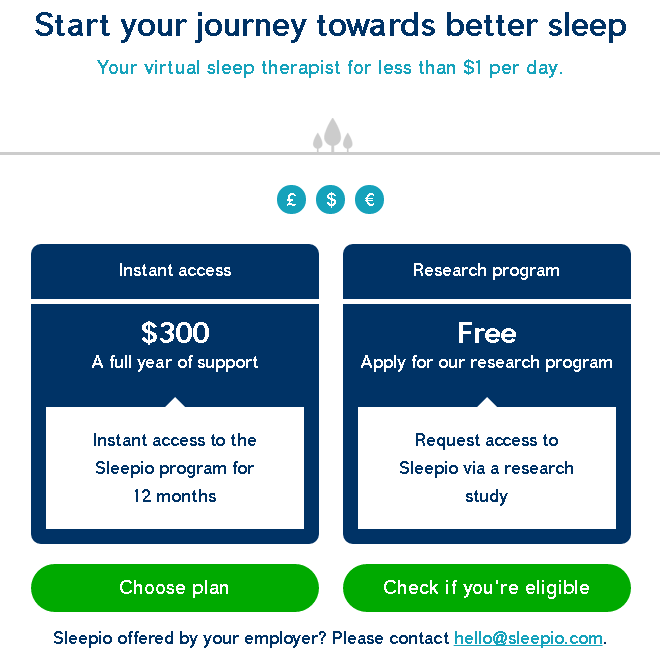 Start your journey towards better sleep
Your virtual sleep therapist for less than $1 per day.
£ $ €
Instant access
$300
A full year of support
Instant access to the
Sleepio program for
12 months
Choose plan
Research program
Free
Apply for our research program
Request access to
Sleepio via a research
study
Check if you're eligible
Sleepio offered by your employer? Please contact hello@sleepio.com.